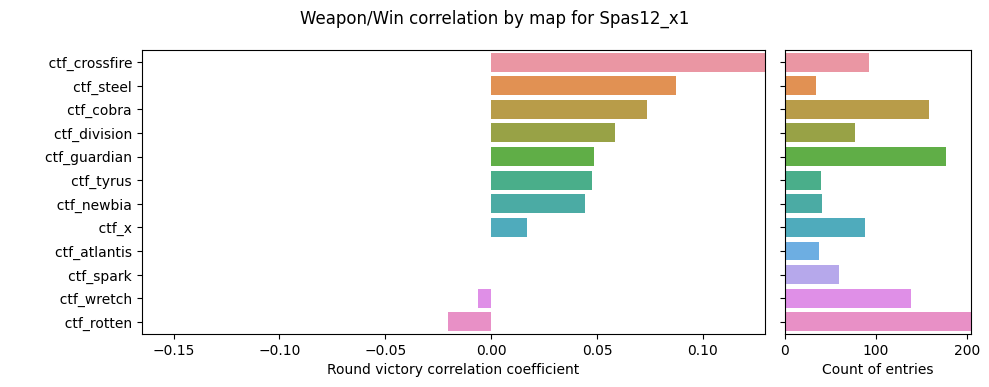 Weapon/Win correlation by map for Spas12_x1
ctf_crossfire
ctf_steel
ctf_cobra
ctf_division
ctf_guardian
ctf_tyrus
ctf_newbia
ctf_x
ctf_atlantis
ctf_spark
ctf_wretch
ctf_rotten
−0.15 −0.10 −0.05 0.00 0.05 0.10
0 100 200
Round victory correlation coefficient
Count of entries